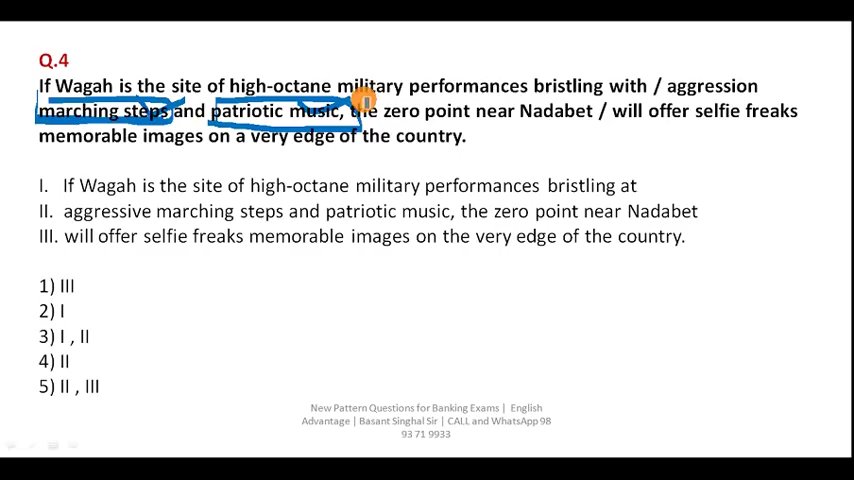 Q.4
If Wagah is the site of high-octane military performances bristling with / aggression
marching steps and patriotic music, the zero point near Nadabet / will offer selfie freaks
memorable images on a very edge of the country.
I. If Wagah is the site of high-octane military performances bristling at
II. aggressive marching steps and patriotic music, the zero point near Nadabet
III. will offer selfie freaks memorable images on the very edge of the country.
1) III
2) I
3) I , II
4) II
5) II , III
New Pattern Questions for Banking Exams | English
Advantage | Basant Singhal Sir | CALL and WhatsApp 98
93 71 9933